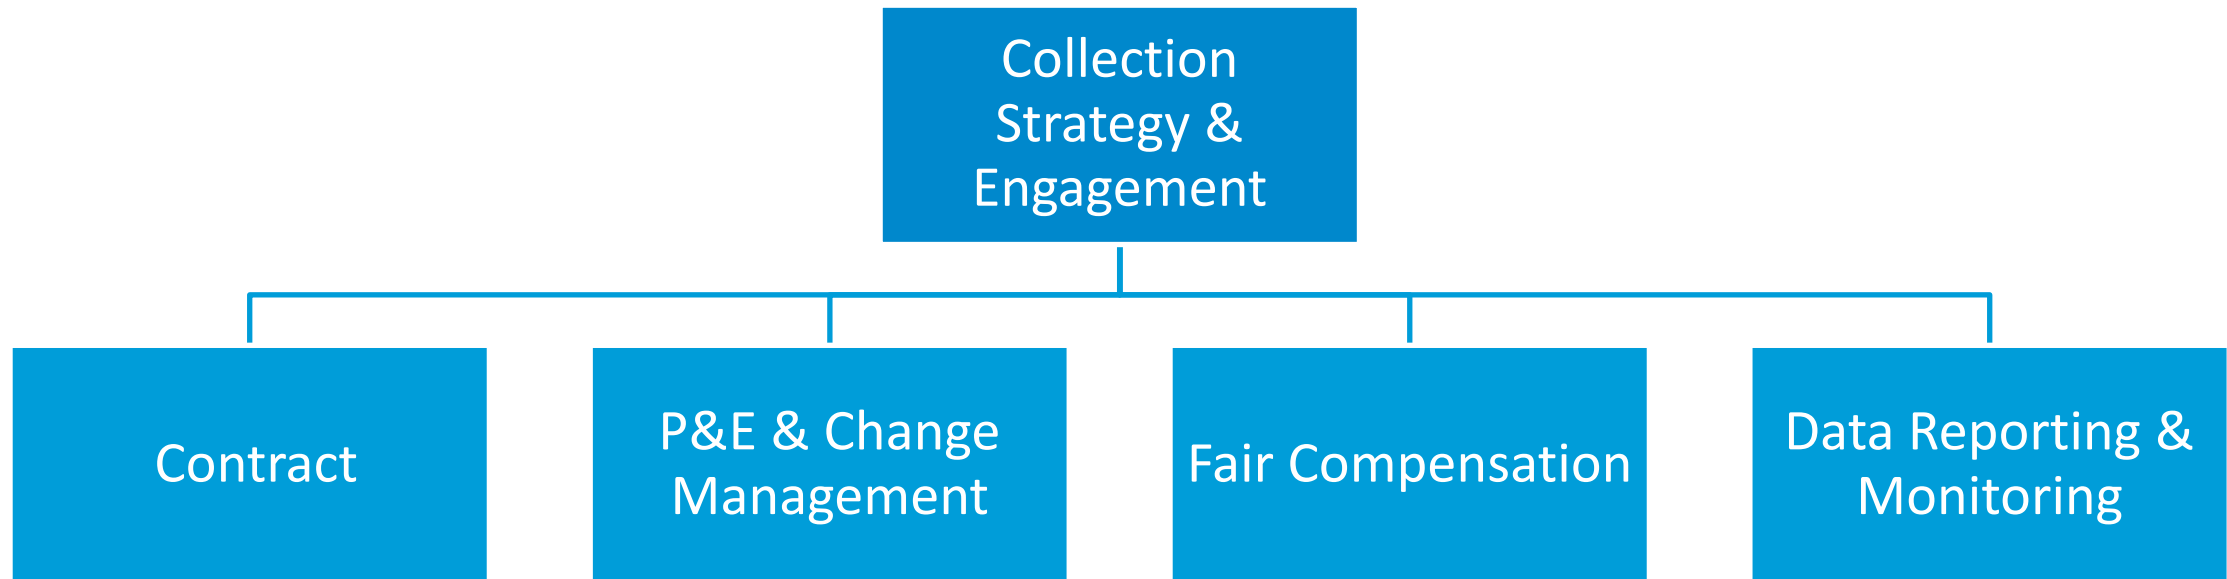 Collection
Strategy &
Engagement
Contract
P&E & Change
Management
Fair Compensation
Data Reporting &
Monitoring